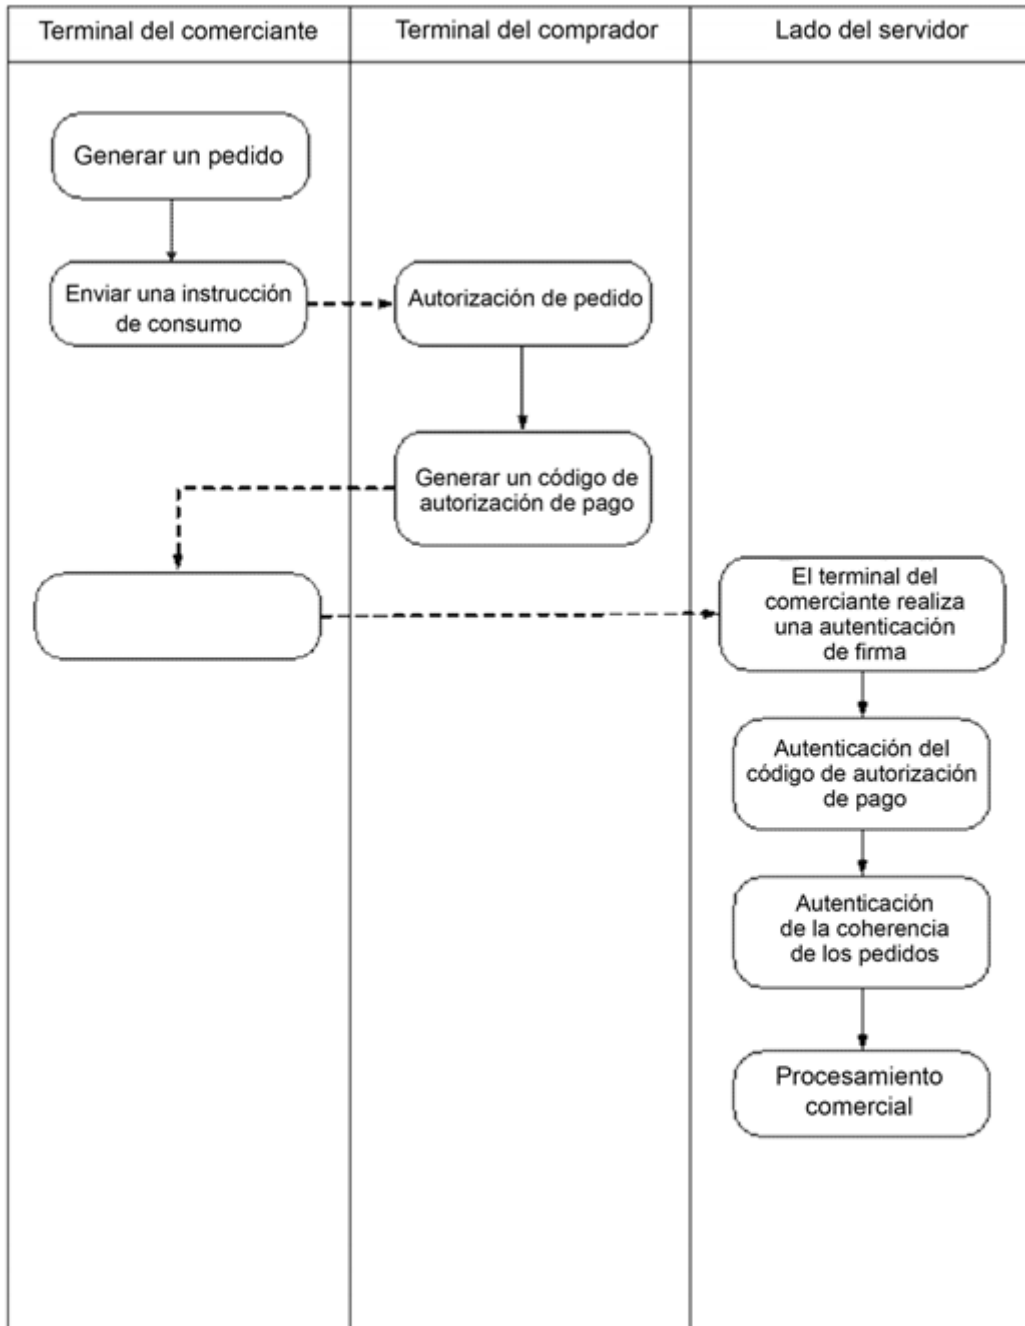 Terminal del comerciante
Terminal del comprador
Lado del servidor
Generar un pedido
Enviar una instrucción
de consumo
Autorización de pedido
Generar un código de
autorización de pago
El terminal del
comerciante realiza
una autenticación
de firma
Autenticación del
código de autorización
de pago
Autenticación
de la coherencia
de los pedidos
Procesamiento
comercial